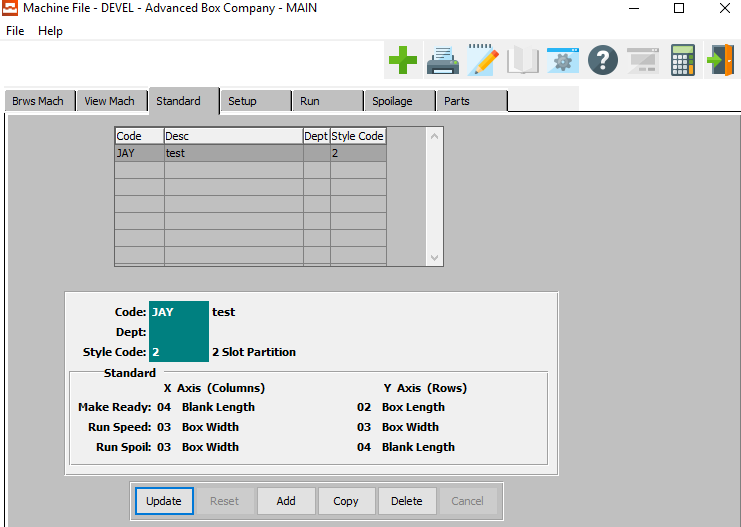 Machine File - DEVEL - Advanced Box Company - MAIN
File Help
Brws Mach View Mach Standard Setup Run Spoilage Parts
Code Desc Dept Style Code
JAY test 2
Code: JAY test
Dept:
Style Code: 2 2 Slot Partition
Standard
X Axis (Columns) Y Axis (Rows)
Make Ready: 04 Blank Length 02 Box Length
Run Speed: 03 Box Width 03 Box Width
Run Spoil: 03 Box Width 04 Blank Length
Update Reset Add Copy Delete Cancel